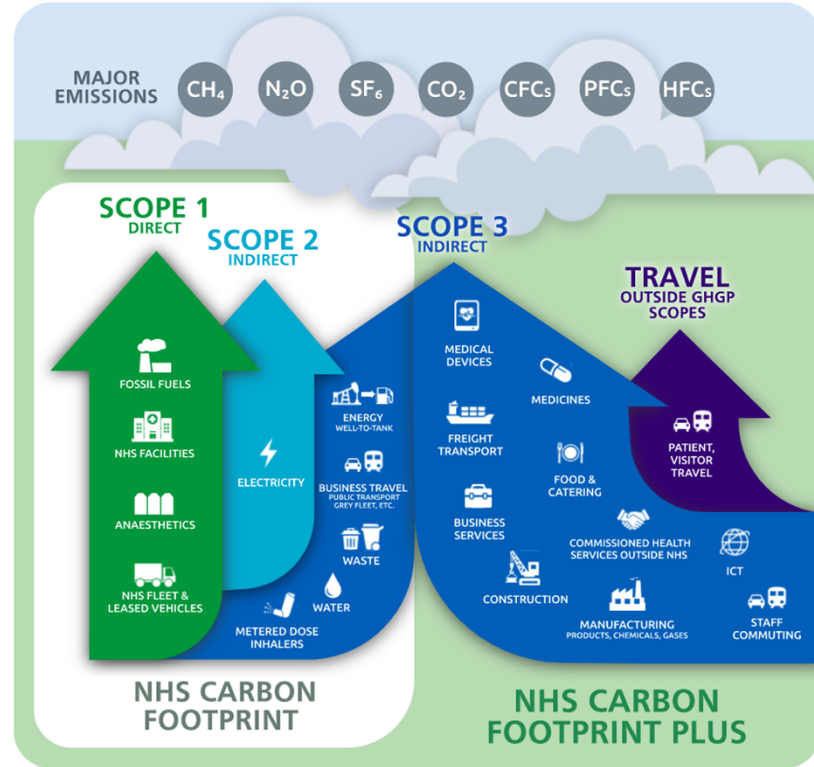 MAJOR
EMISSIONS
CH₄
N₂O
SF₆
CO₂
CFCs
PFCs
HFCs
SCOPE 1
DIRECT
SCOPE 2
INDIRECT
SCOPE 3
INDIRECT
TRAVEL
OUTSIDE GHGP
SCOPES
FOSSIL FUELS
NHS FACILITIES
ANAESTHETICS
NHS FLEET &
LEASED VEHICLES
ELECTRICITY
ENERGY
WELL-TO-TANK
BUSINESS TRAVEL
PUBLIC TRANSPORT
GREY FLEET, ETC.
WASTE
WATER
METERED DOSE
INHALERS
MEDICAL
DEVICES
FREIGHT
TRANSPORT
BUSINESS
SERVICES
CONSTRUCTION
MEDICINES
FOOD &
CATERING
COMMISSIONED HEALTH
SERVICES OUTSIDE NHS
MANUFACTURING
PRODUCTS, CHEMICALS, GASES
PATIENT,
VISITOR
TRAVEL
ICT
STAFF
COMMUTING
NHS CARBON
FOOTPRINT
NHS CARBON
FOOTPRINT PLUS